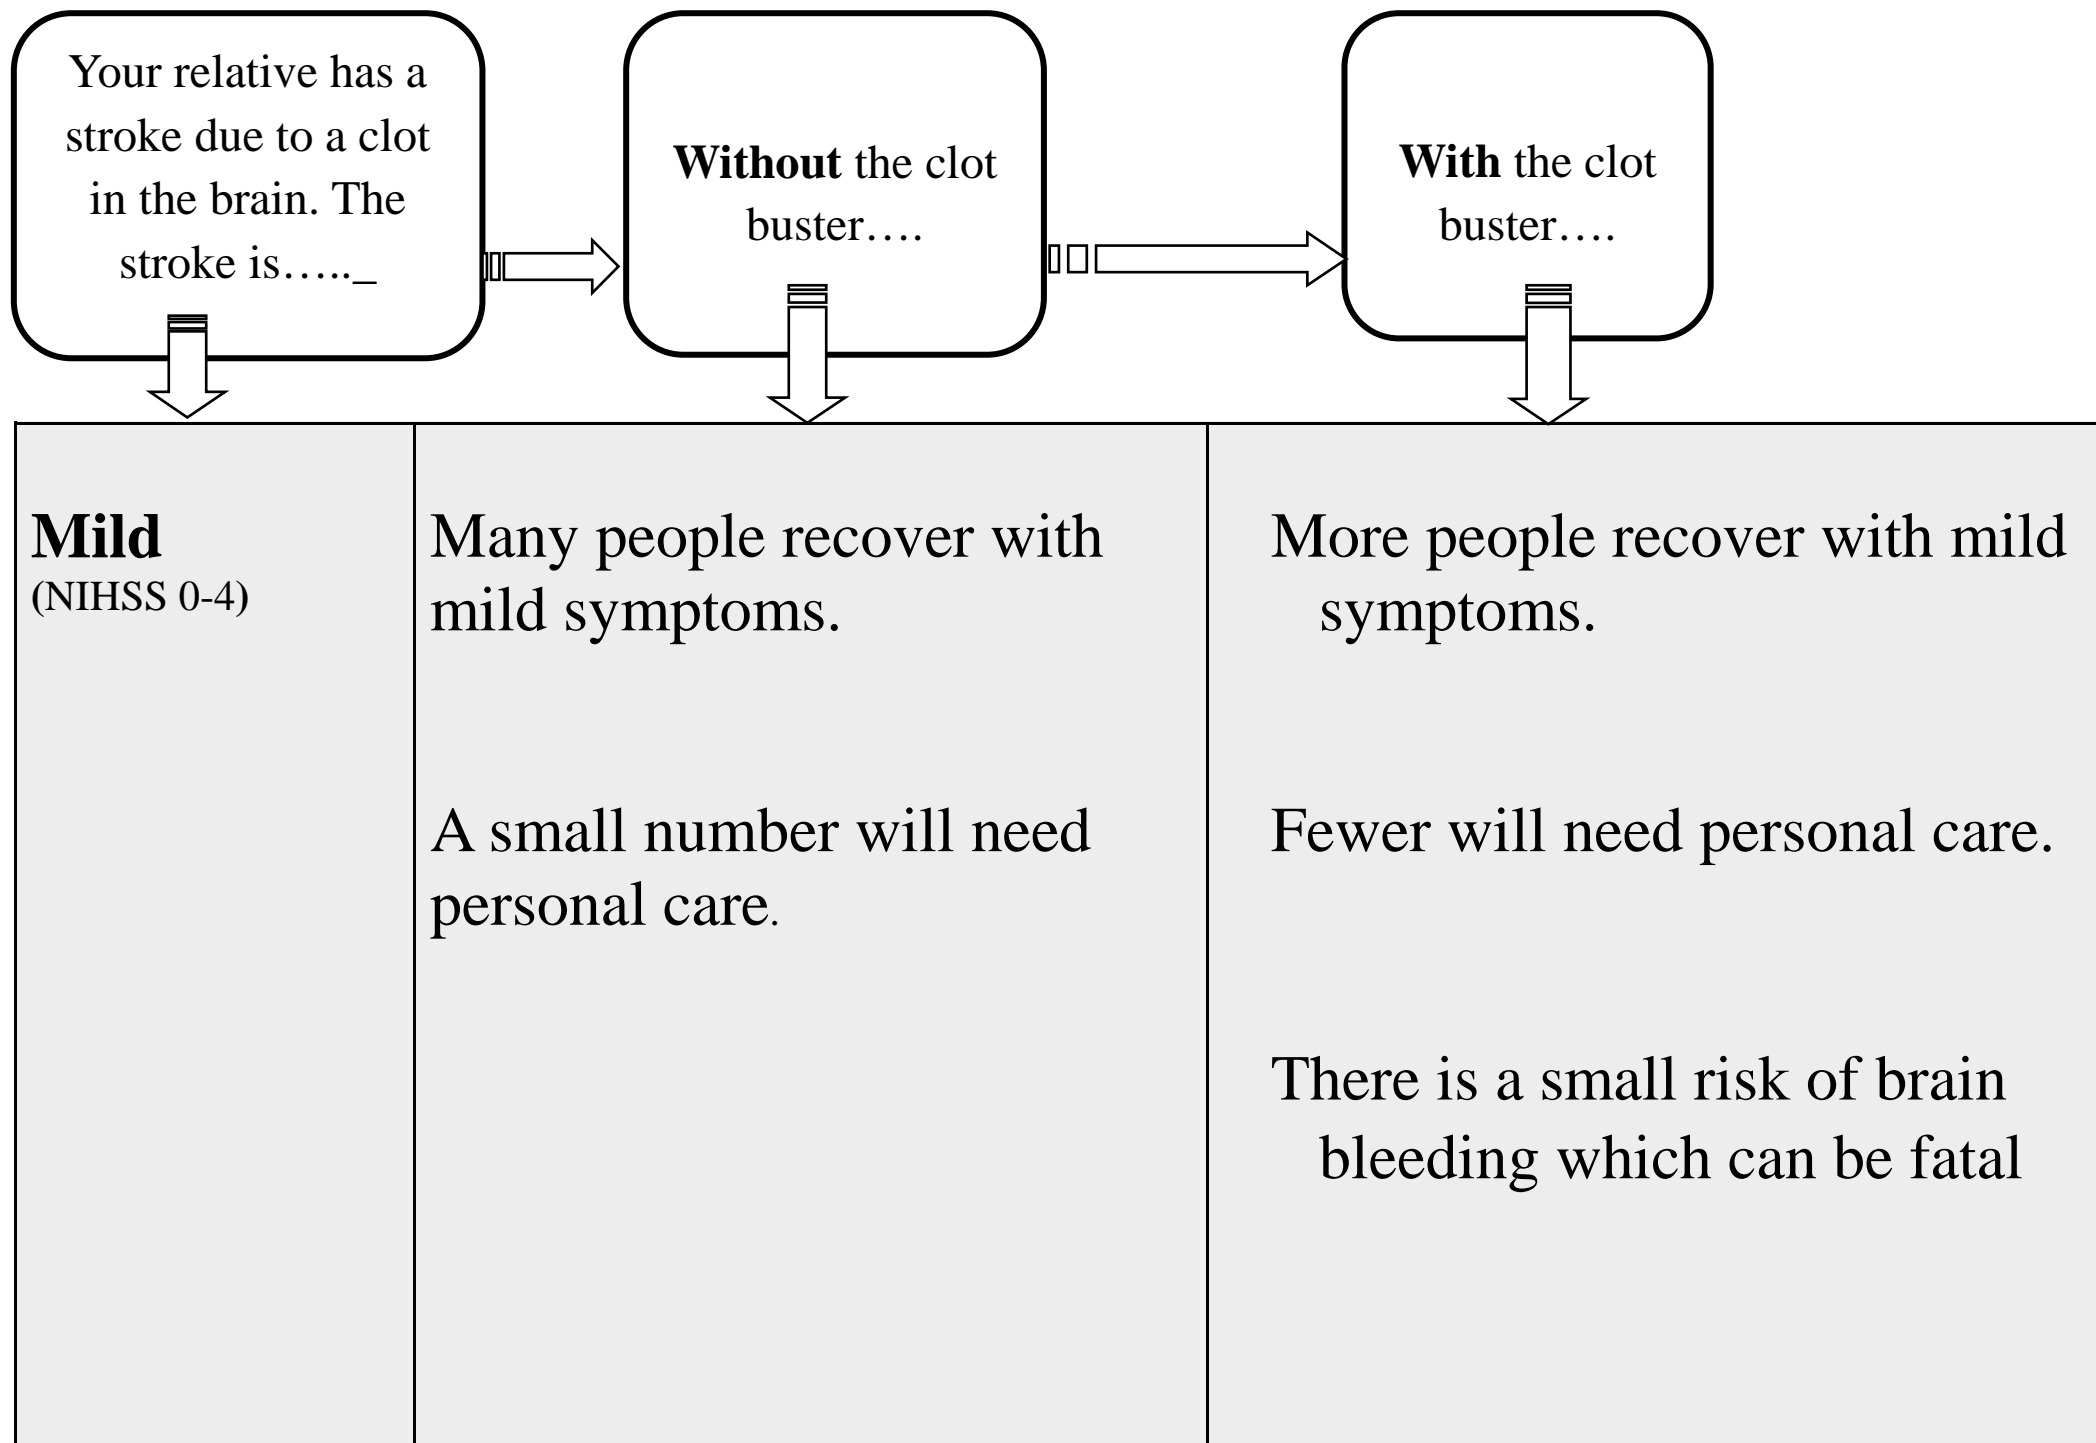 Your relative has a
stroke due to a clot
in the brain. The
stroke is….._
Without the clot
buster….
With the clot
buster….
Mild
(NIHSS 0-4)
Many people recover with
mild symptoms.
A small number will need
personal care.
More people recover with mild
symptoms.
Fewer will need personal care.
There is a small risk of brain
bleeding which can be fatal